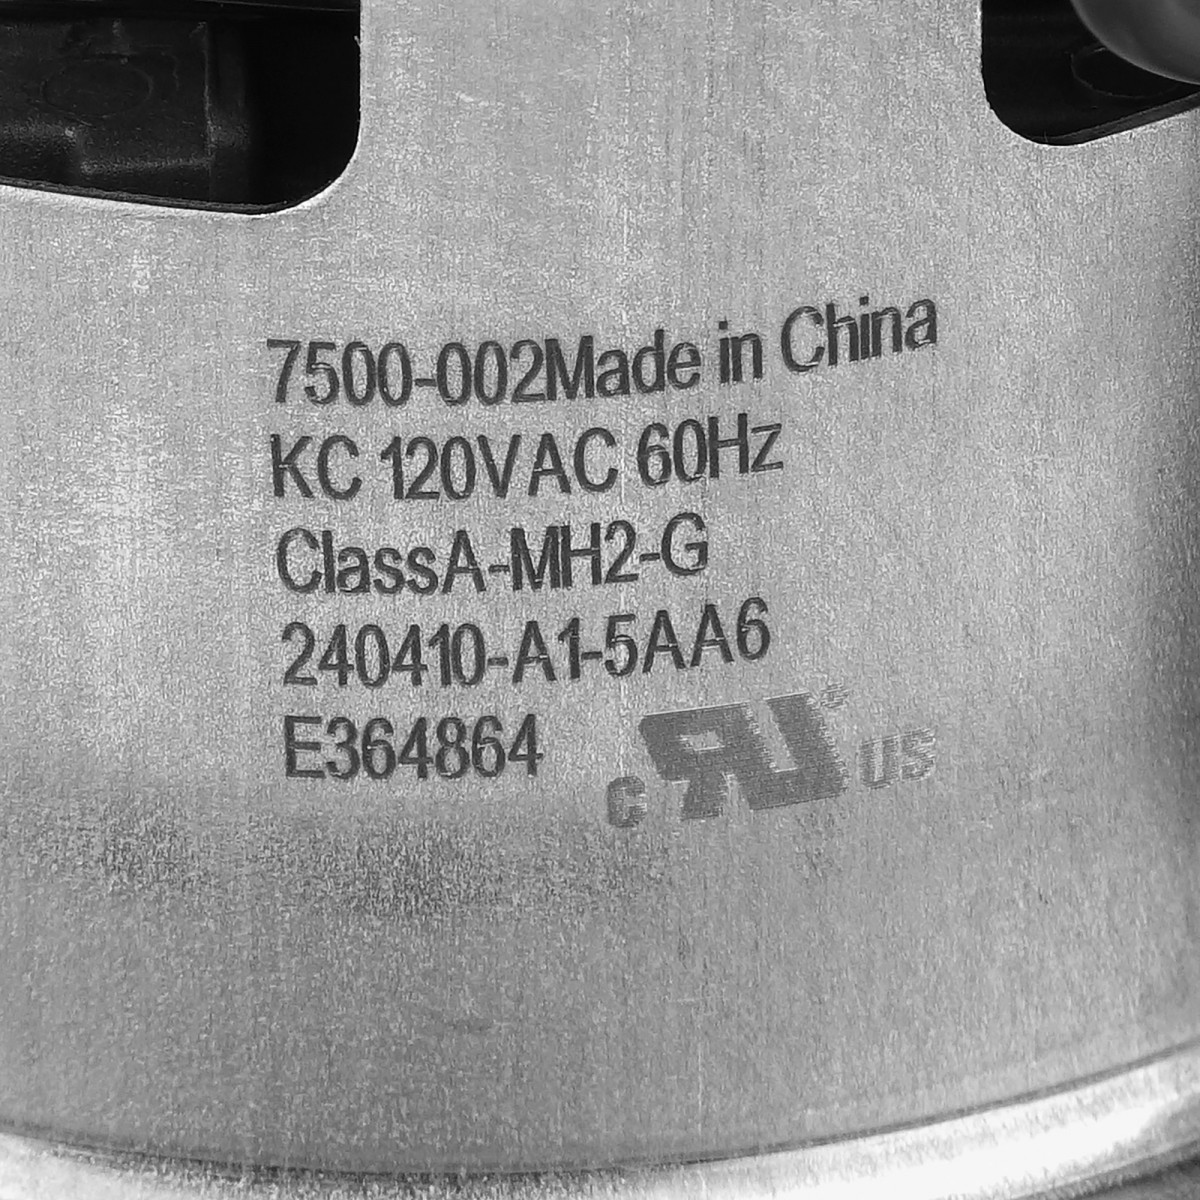 7500-002Made in China
KC 120VAC 60Hz
ClassA-MH2-G
240410-A1-5AA6
E364864
c RU US